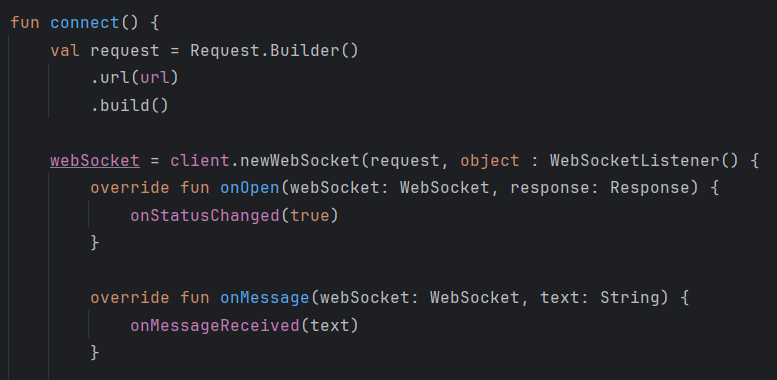 fun connect() {
    val request = Request.Builder()
        .url(url)
        .build()

    webSocket = client.newWebSocket(request, object : WebSocketListener() {
        override fun onOpen(webSocket: WebSocket, response: Response) {
            onStatusChanged(true)
        }

        override fun onMessage(webSocket: WebSocket, text: String) {
            onMessageReceived(text)
        }